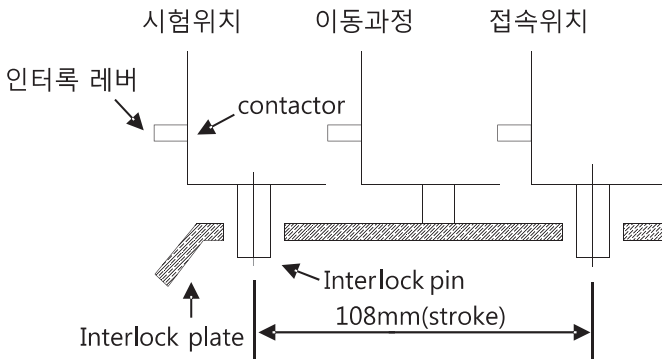 시험위치 이동과정 접속위치
인터록 레버
contactor
Interlock pin
108mm(stroke)
Interlock plate